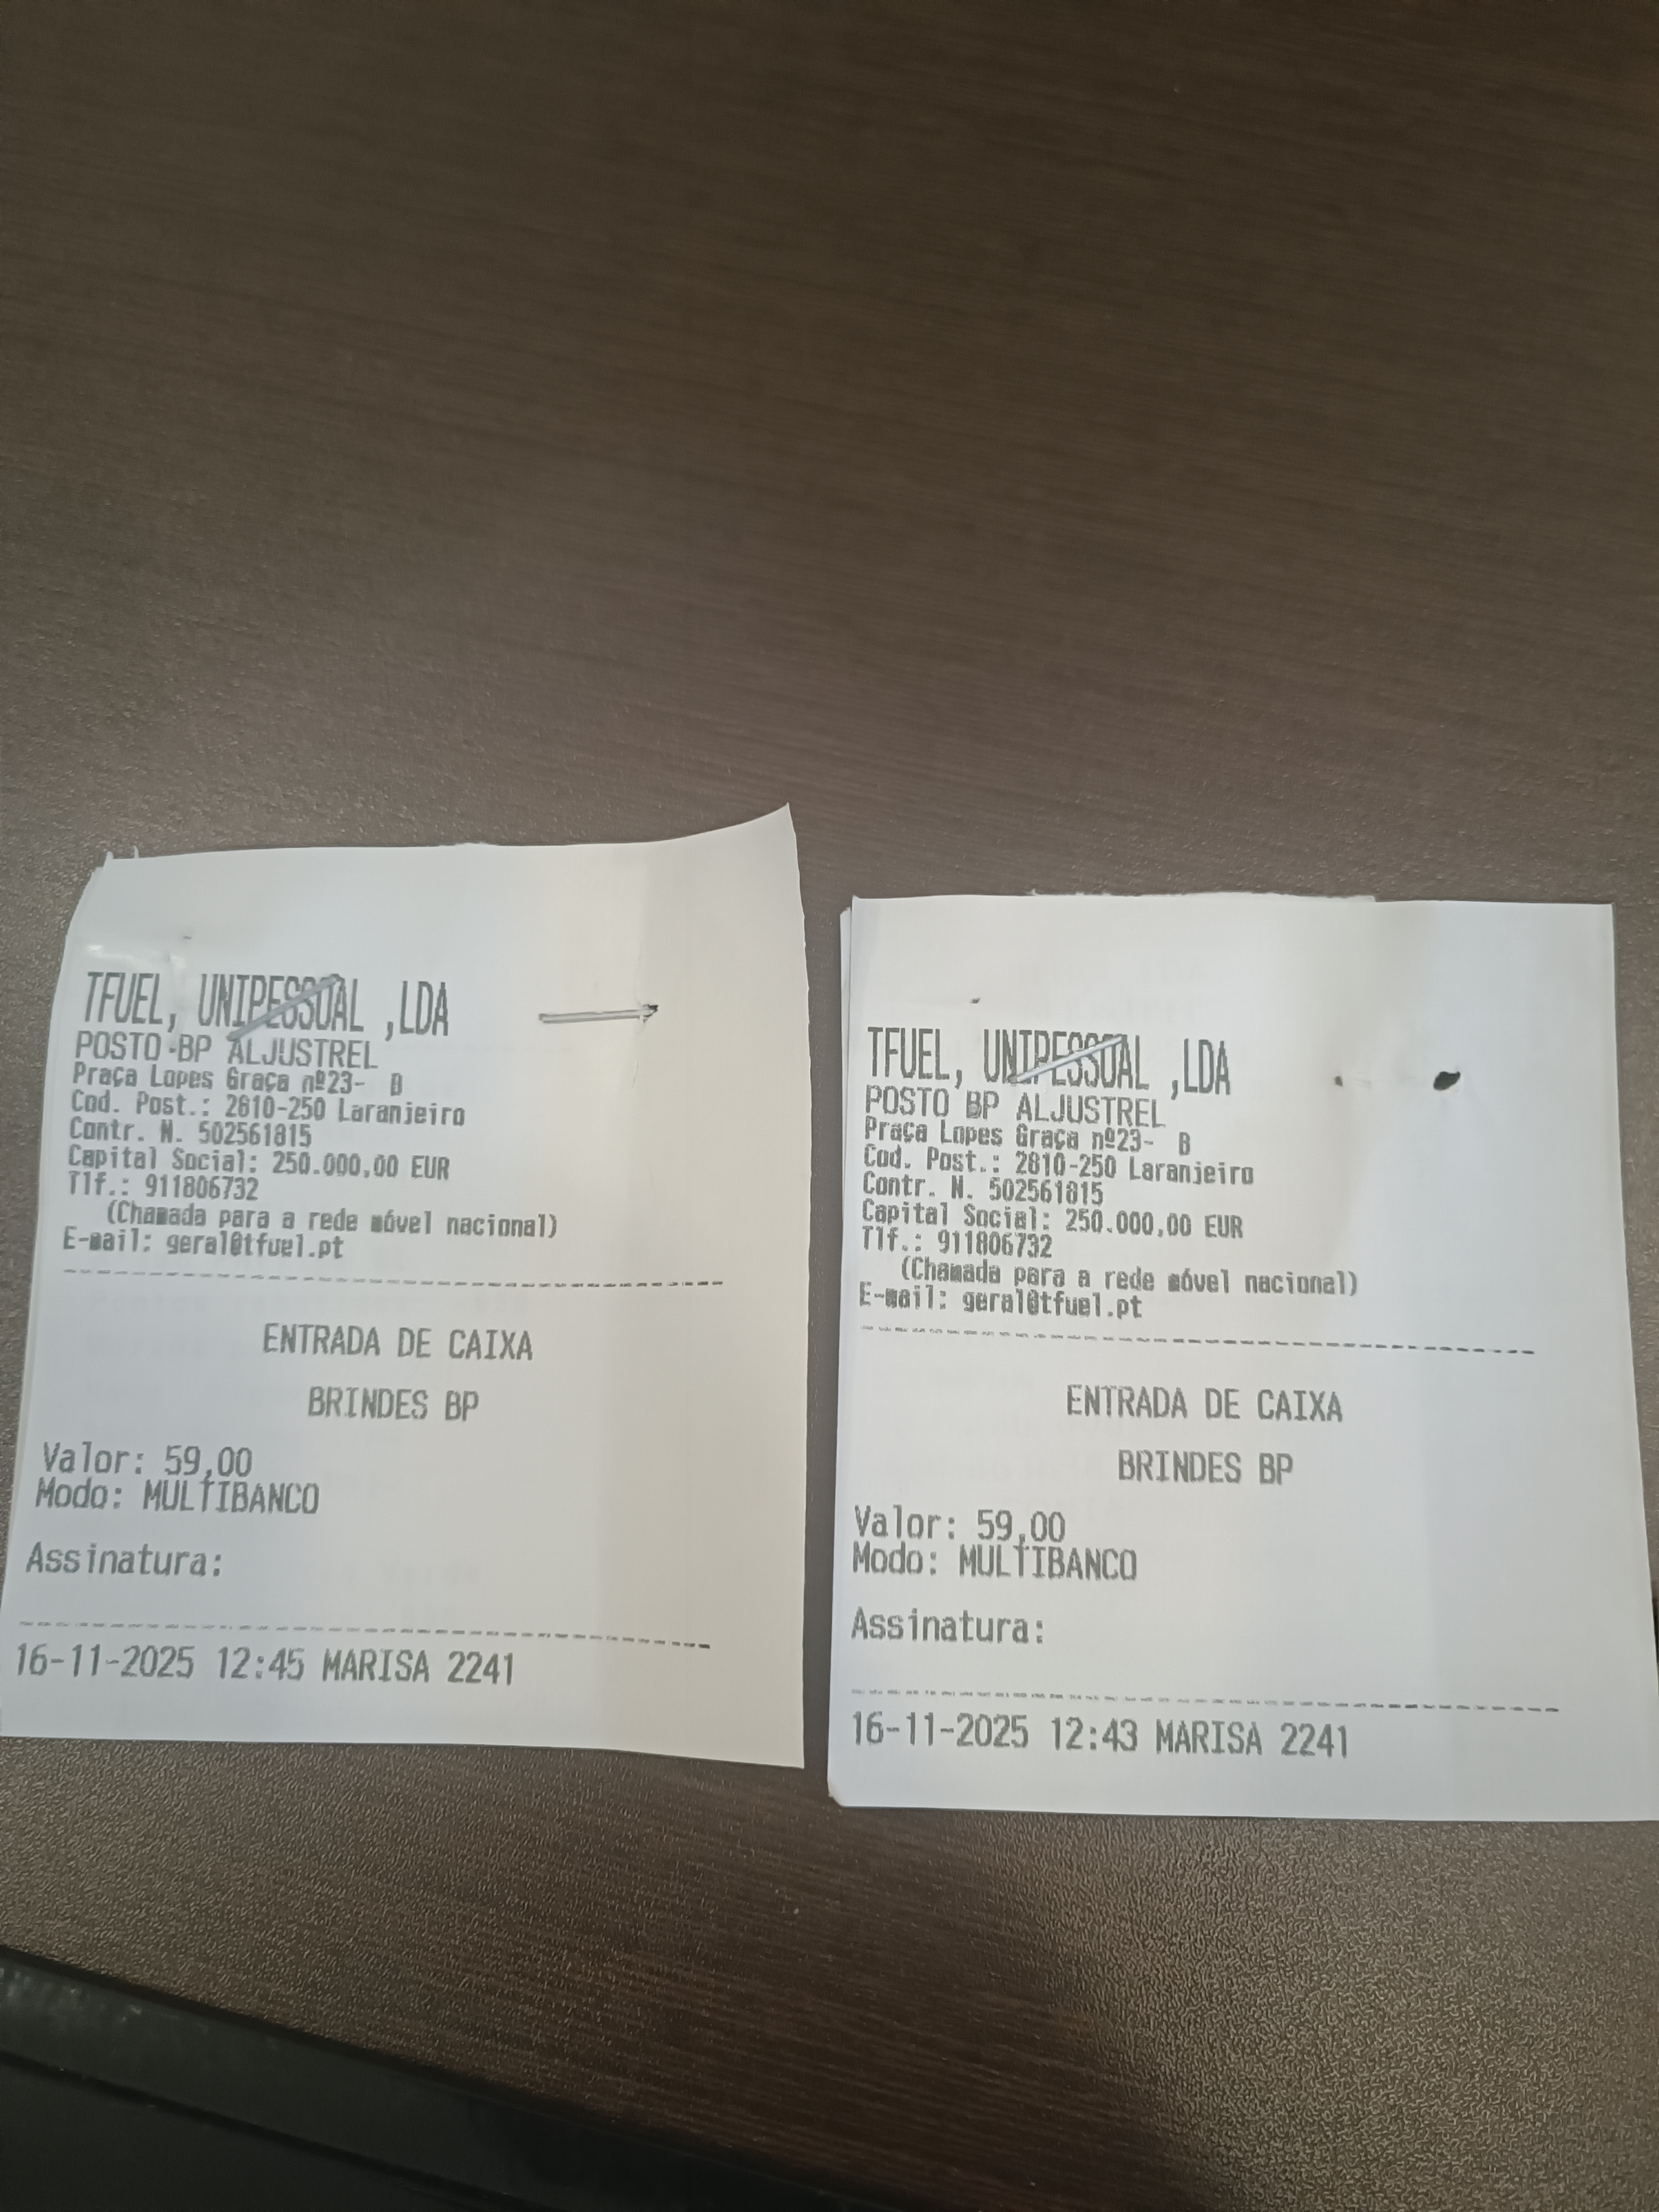 TFUEL, UNIPESSOAL ,LDA
POSTO BP ALJUSTREL
Praça Lopes Graça nº23- B
Cod. Post.: 2810-250 Laranjeiro
Contr. N. 502561815
Capital Social: 250.000,00 EUR
Tlf.: 911806732
(Chamada para a rede móvel nacional)
E-mail: geral@tfuel.pt
ENTRADA DE CAIXA
BRINDES BP
Valor: 59,00
Modo: MULTIBANCO
Assinatura:
16-11-2025 12:45 MARISA 2241
TFUEL, UNIPESSOAL ,LDA
POSTO BP ALJUSTREL
Praça Lopes Graça nº23- B
Cod. Post.: 2810-250 Laranjeiro
Contr. N. 502561815
Capital Social: 250.000,00 EUR
Tlf.: 911806732
(Chamada para a rede móvel nacional)
E-mail: geral@tfuel.pt
ENTRADA DE CAIXA
BRINDES BP
Valor: 59,00
Modo: MULTIBANCO
Assinatura:
16-11-2025 12:43 MARISA 2241